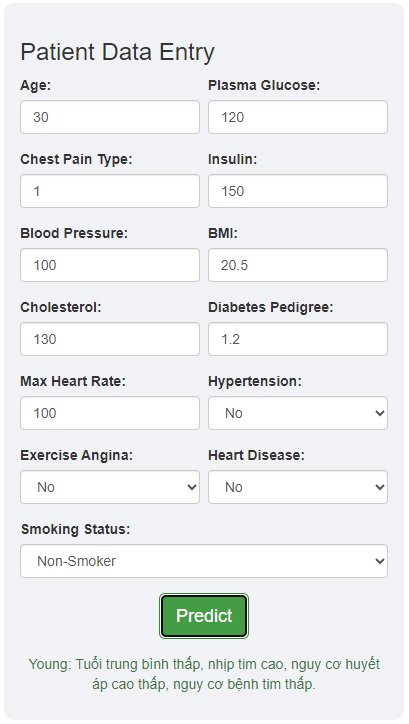 Patient Data Entry
Age: Plasma Glucose:
30 120
Chest Pain Type: Insulin:
1 150
Blood Pressure: BMI:
100 20.5
Cholesterol: Diabetes Pedigree:
130 1.2
Max Heart Rate: Hypertension:
100 No
Exercise Angina: Heart Disease:
No No
Smoking Status:
Non-Smoker
Predict
Young: Tuổi trung bình thấp, nhịp tim cao, nguy cơ huyết
áp cao thấp, nguy cơ bệnh tim thấp.